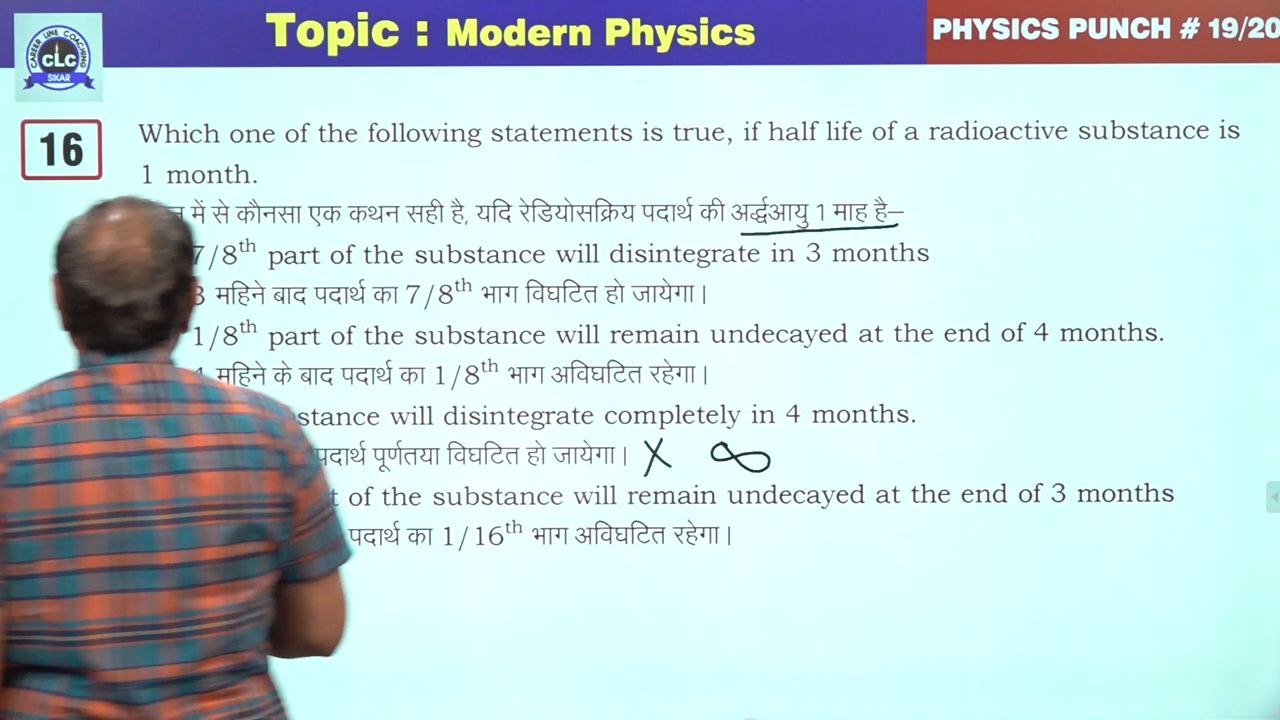 CAREER LINE COACHING
CLC
SIKAR
Topic : Modern Physics
PHYSICS PUNCH # 19/20
16
Which one of the following statements is true, if half life of a radioactive substance is
1 month.
में से कौनसा एक कथन सही है, यदि रेडियोसक्रिय पदार्थ की अर्द्धआयु 1 माह है–
7/8th part of the substance will disintegrate in 3 months
3 महिने बाद पदार्थ का 7/8th भाग विघटित हो जायेगा।
1/8th part of the substance will remain undecayed at the end of 4 months.
महिने के बाद पदार्थ का 1/8th भाग अविघटित रहेगा।
stance will disintegrate completely in 4 months.
पदार्थ पूर्णतया विघटित हो जायेगा। X ∞
t of the substance will remain undecayed at the end of 3 months
पदार्थ का 1/16th भाग अविघटित रहेगा।